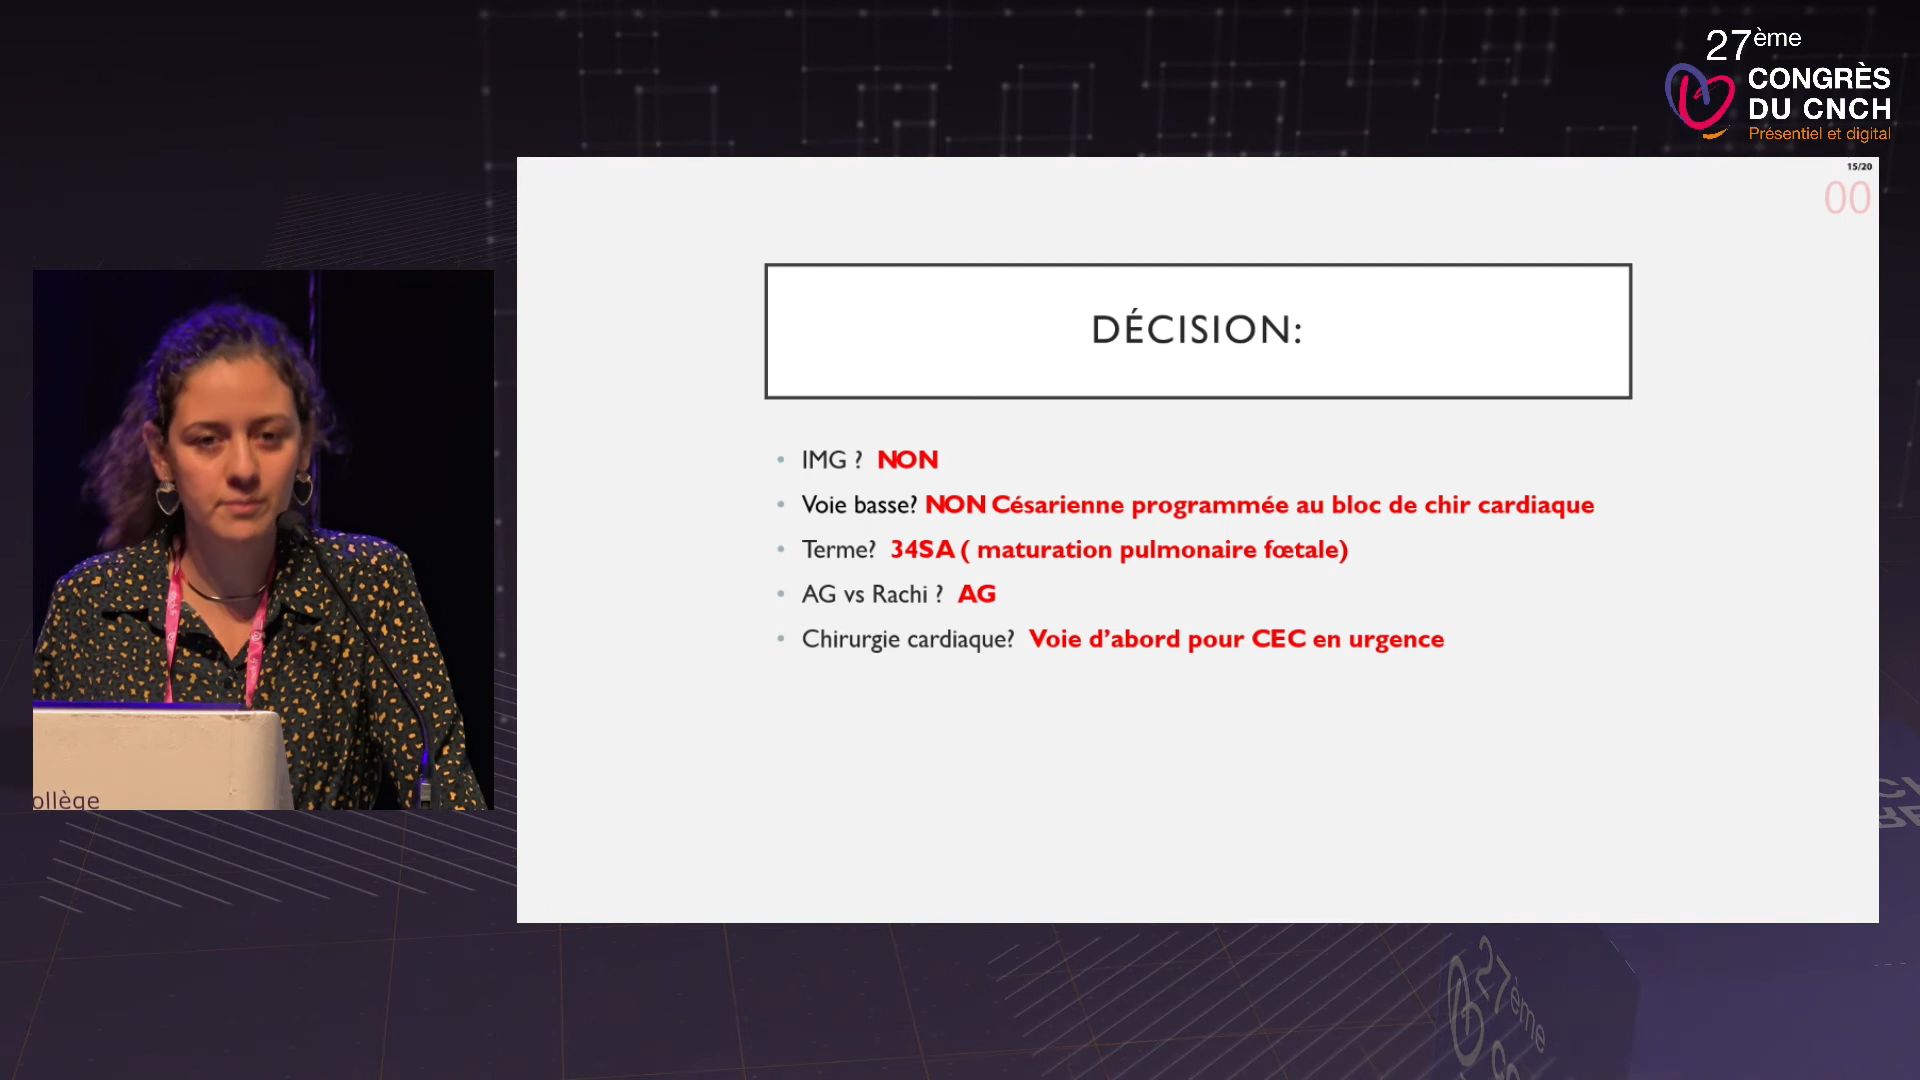 27ème
CONGRÈS
DU CNCH
Présentiel et digital
15/20
00
DÉCISION:
• IMG ? NON
• Voie basse? NON Césarienne programmée au bloc de chir cardiaque
• Terme? 34SA ( maturation pulmonaire fœtale)
• AG vs Rachi ? AG
• Chirurgie cardiaque? Voie d'abord pour CEC en urgence
ollège
27ème